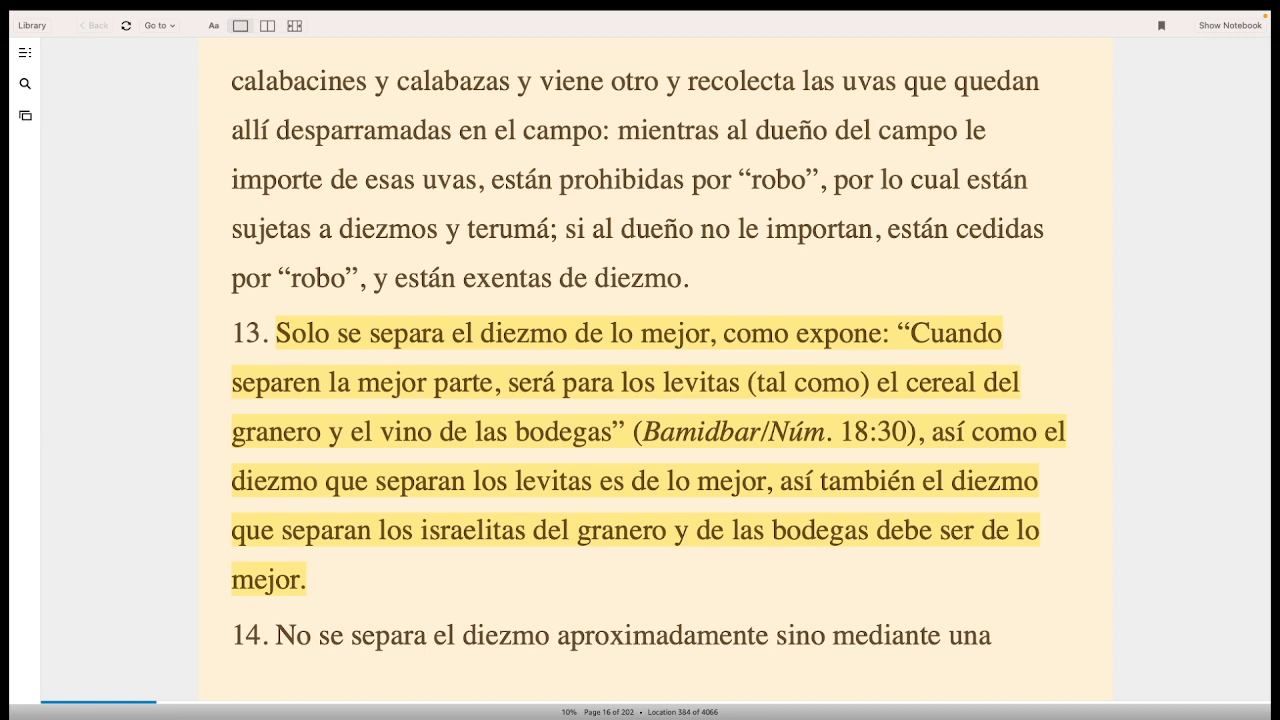 Library
Back
Go to
Aa
Show Notebook
calabacines y calabazas y viene otro y recolecta las uvas que quedan
allí desparramadas en el campo: mientras al dueño del campo le
importe de esas uvas, están prohibidas por “robo”, por lo cual están
sujetas a diezmos y terumá; si al dueño no le importan, están cedidas
por “robo”, y están exentas de diezmo.
13. Solo se separa el diezmo de lo mejor, como expone: “Cuando
separen la mejor parte, será para los levitas (tal como) el cereal del
granero y el vino de las bodegas” (Bamidbar/Núm. 18:30), así como el
diezmo que separan los levitas es de lo mejor, así también el diezmo
que separan los israelitas del granero y de las bodegas debe ser de lo
mejor.
14. No se separa el diezmo aproximadamente sino mediante una
10% Page 16 of 202 • Location 384 of 4066